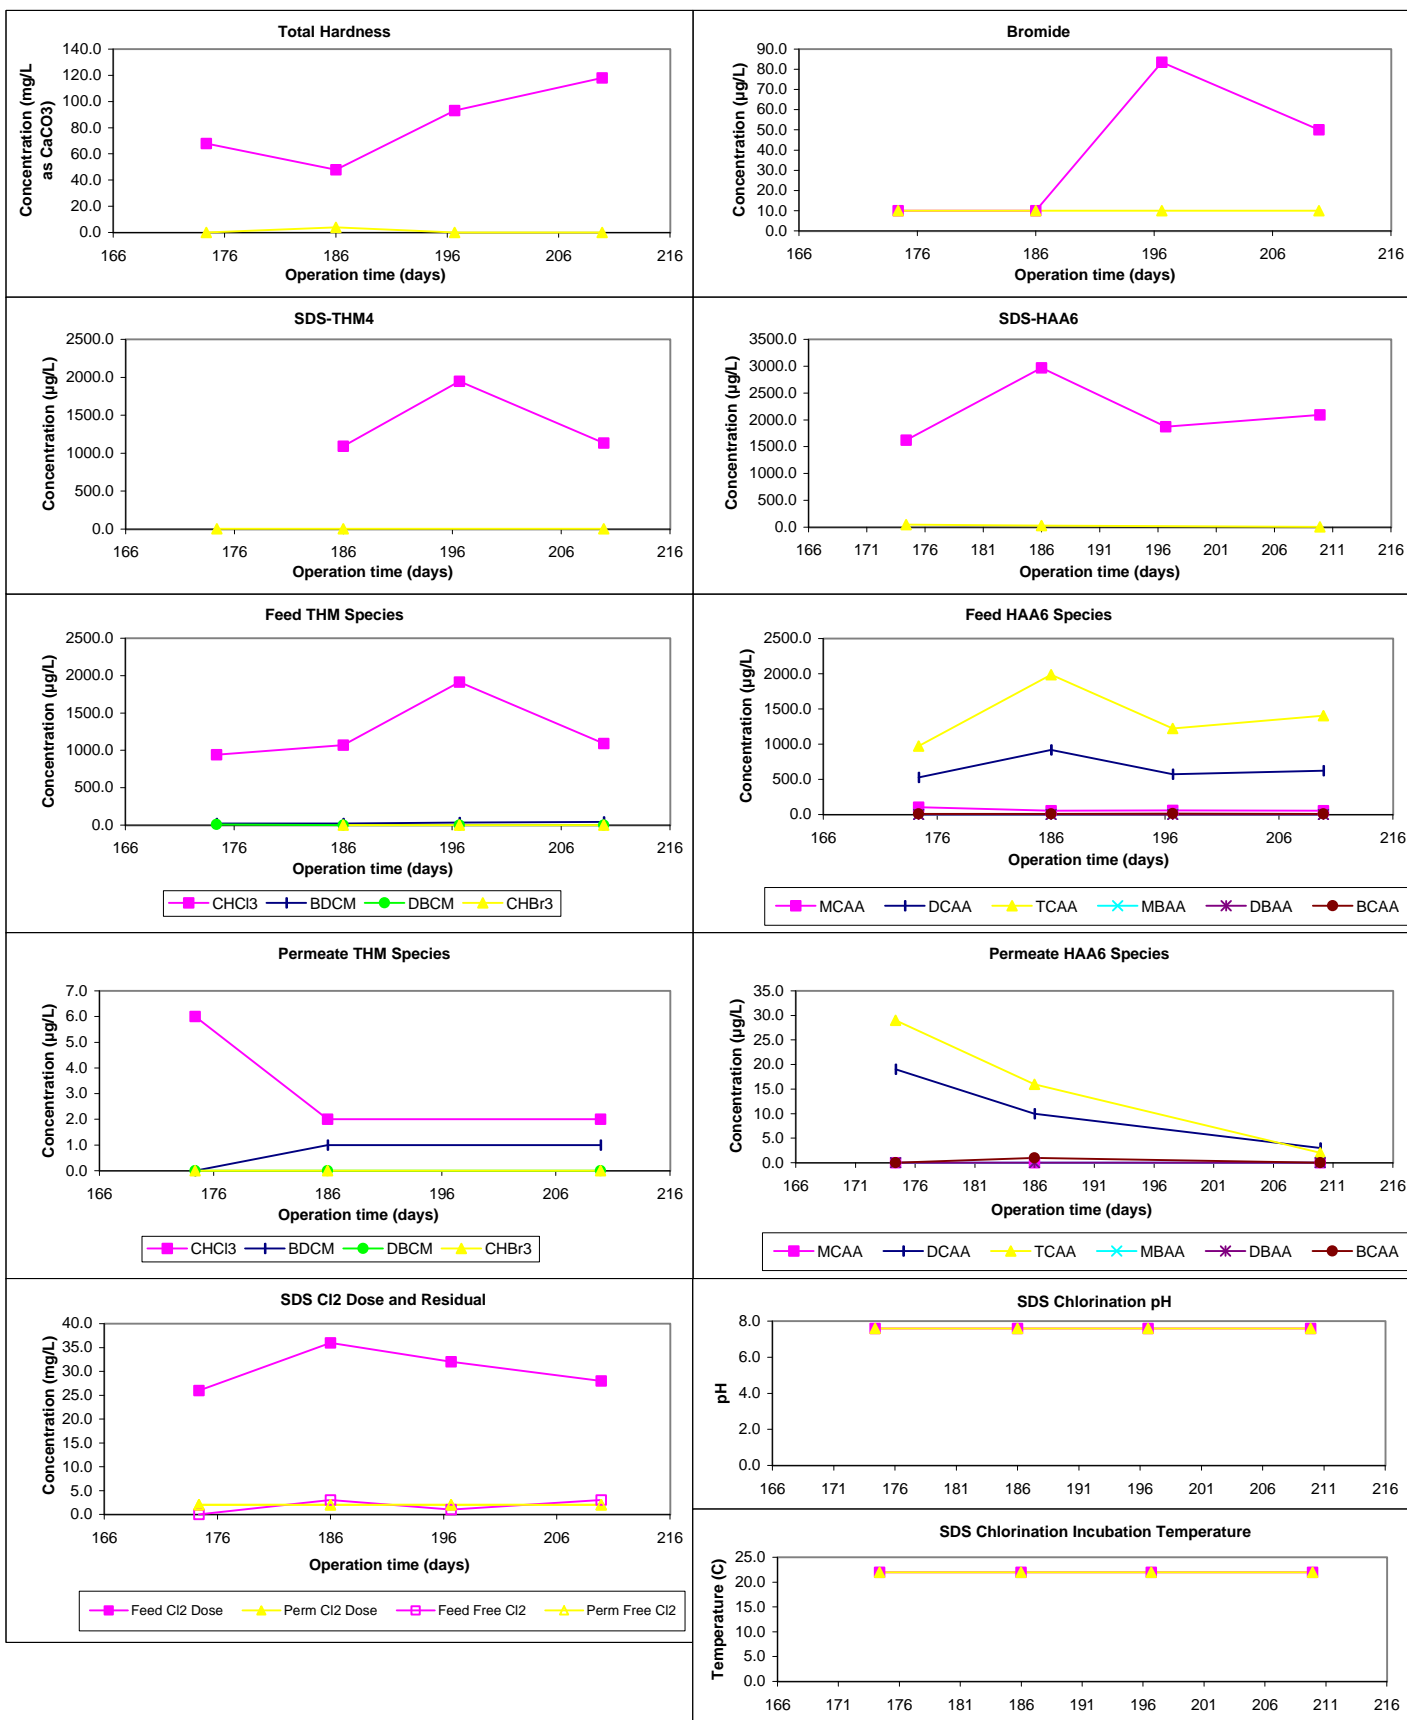 Total Hardness
Concentration (mg/L
as CaCO3)
140.0
120.0
100.0
80.0
60.0
40.0
20.0
0.0
166 176 186 196 206 216
Operation time (days)
Bromide
Concentration (µg/L)
90.0
80.0
70.0
60.0
50.0
40.0
30.0
20.0
10.0
0.0
166 176 186 196 206 216
Operation time (days)
SDS-THM4
Concentration (µg/L)
2500.0
2000.0
1500.0
1000.0
500.0
0.0
166 176 186 196 206 216
Operation time (days)
SDS-HAA6
Concentration (µg/L)
3500.0
3000.0
2500.0
2000.0
1500.0
1000.0
500.0
0.0
166 171 176 181 186 191 196 201 206 211 216
Operation time (days)
Feed THM Species
Concentration (µg/L)
2500.0
2000.0
1500.0
1000.0
500.0
0.0
166 176 186 196 206 216
Operation time (days)
CHCl3 BDCM DBCM CHBr3
Feed HAA6 Species
Concentration (µg/L)
2500.0
2000.0
1500.0
1000.0
500.0
0.0
166 176 186 196 206 216
Operation time (days)
MCAA DCAA TCAA MBAA DBAA BCAA
Permeate THM Species
Concentration (µg/L)
7.0
6.0
5.0
4.0
3.0
2.0
1.0
0.0
166 176 186 196 206 216
Operation time (days)
CHCl3 BDCM DBCM CHBr3
Permeate HAA6 Species
Concentration (µg/L)
35.0
30.0
25.0
20.0
15.0
10.0
5.0
0.0
166 171 176 181 186 191 196 201 206 211 216
Operation time (days)
MCAA DCAA TCAA MBAA DBAA BCAA
SDS Cl2 Dose and Residual
Concentration (mg/L)
40.0
35.0
30.0
25.0
20.0
15.0
10.0
5.0
0.0
166 176 186 196 206 216
Operation time (days)
Feed Cl2 Dose Perm Cl2 Dose Feed Free Cl2 Perm Free Cl2
SDS Chlorination pH
pH
8.0
6.0
4.0
2.0
0.0
166 171 176 181 186 191 196 201 206 211 216
SDS Chlorination Incubation Temperature
Temperature (C)
25.0
20.0
15.0
10.0
5.0
0.0
166 171 176 181 186 191 196 201 206 211 216